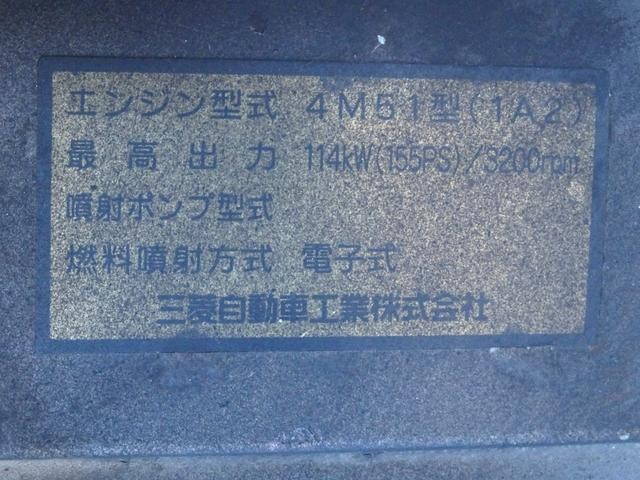 エンジン型式 4M51型(1A2)
最高出力 114kW(155PS)/3200rpm
噴射ポンプ型式
燃料噴射方式 電子式
三菱自動車工業株式会社